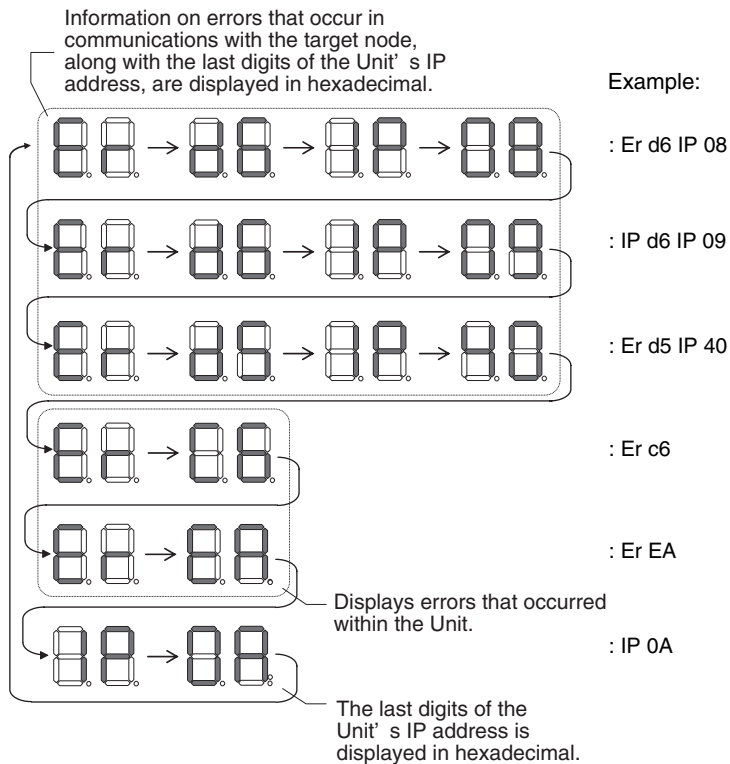 Information on errors that occur in
communications with the target node,
along with the last digits of the Unit' s IP
address, are displayed in hexadecimal.
Example:
: Er d6 IP 08
: IP d6 IP 09
: Er d5 IP 40
: Er c6
: Er EA
Displays errors that occurred
within the Unit.
: IP 0A
The last digits of the
Unit' s IP address is
displayed in hexadecimal.